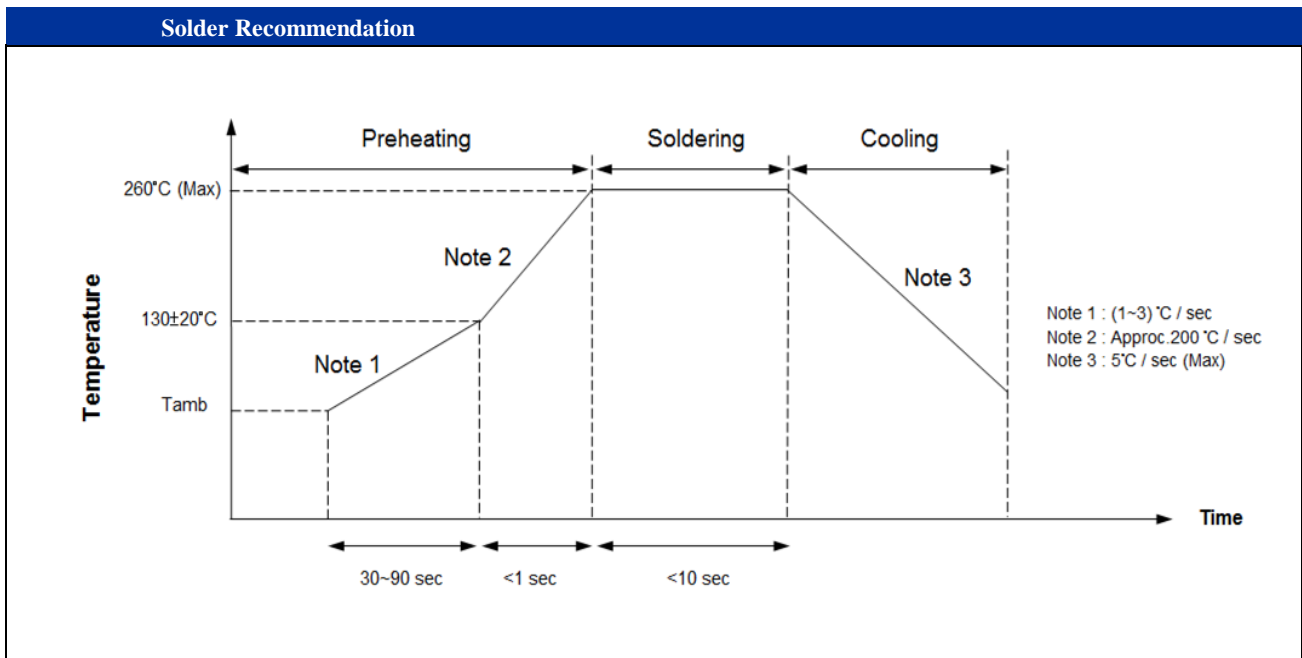 Solder Recommendation
Preheating
Soldering
Cooling
260°C (Max)
Note 2
Note 3
130±20°C
Note 1
Tamb
Temperature
Note 1 : (1~3) °C / sec
Note 2 : Approc.200 °C / sec
Note 3 : 5°C / sec (Max)
Time
30~90 sec
<1 sec
<10 sec